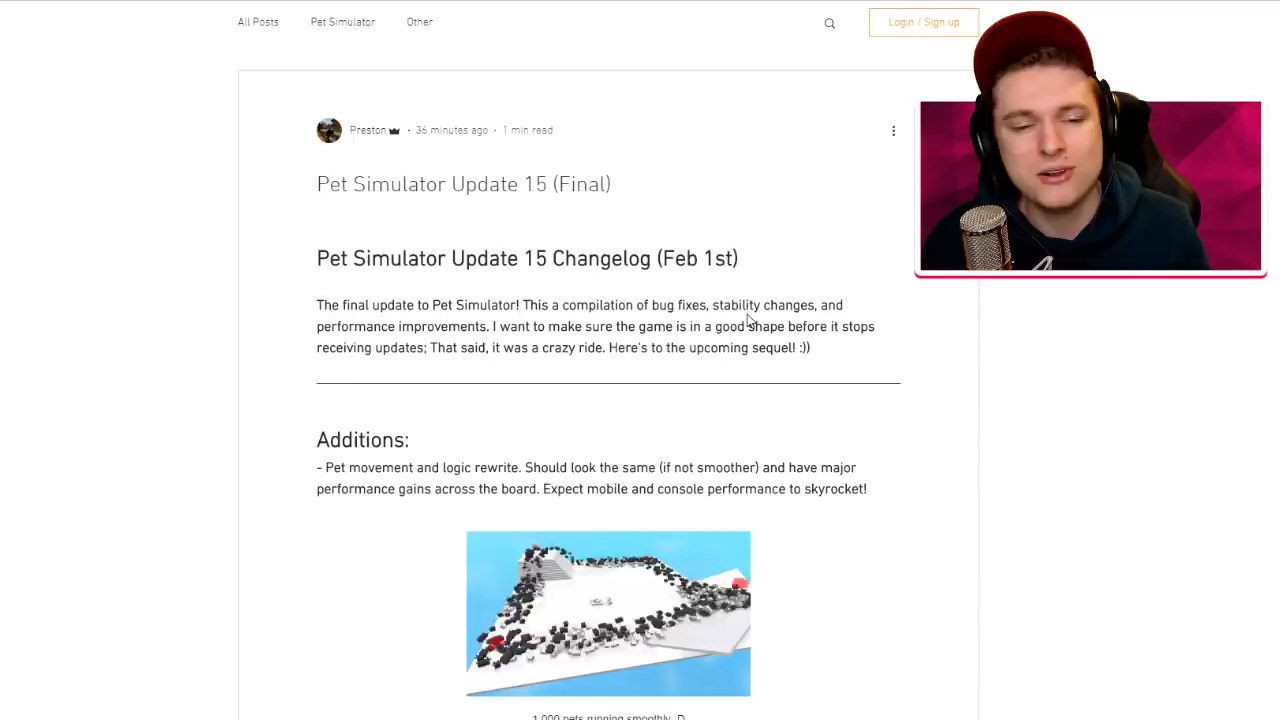 All Posts Pet Simulator Other Login / Sign up
Preston · 36 minutes ago · 1 min read
Pet Simulator Update 15 (Final)
Pet Simulator Update 15 Changelog (Feb 1st)
The final update to Pet Simulator! This a compilation of bug fixes, stability changes, and
performance improvements. I want to make sure the game is in a good shape before it stops
receiving updates; That said, it was a crazy ride. Here's to the upcoming sequel! :))
Additions:
- Pet movement and logic rewrite. Should look the same (if not smoother) and have major
performance gains across the board. Expect mobile and console performance to skyrocket!
1,000 pets running smoothly :D